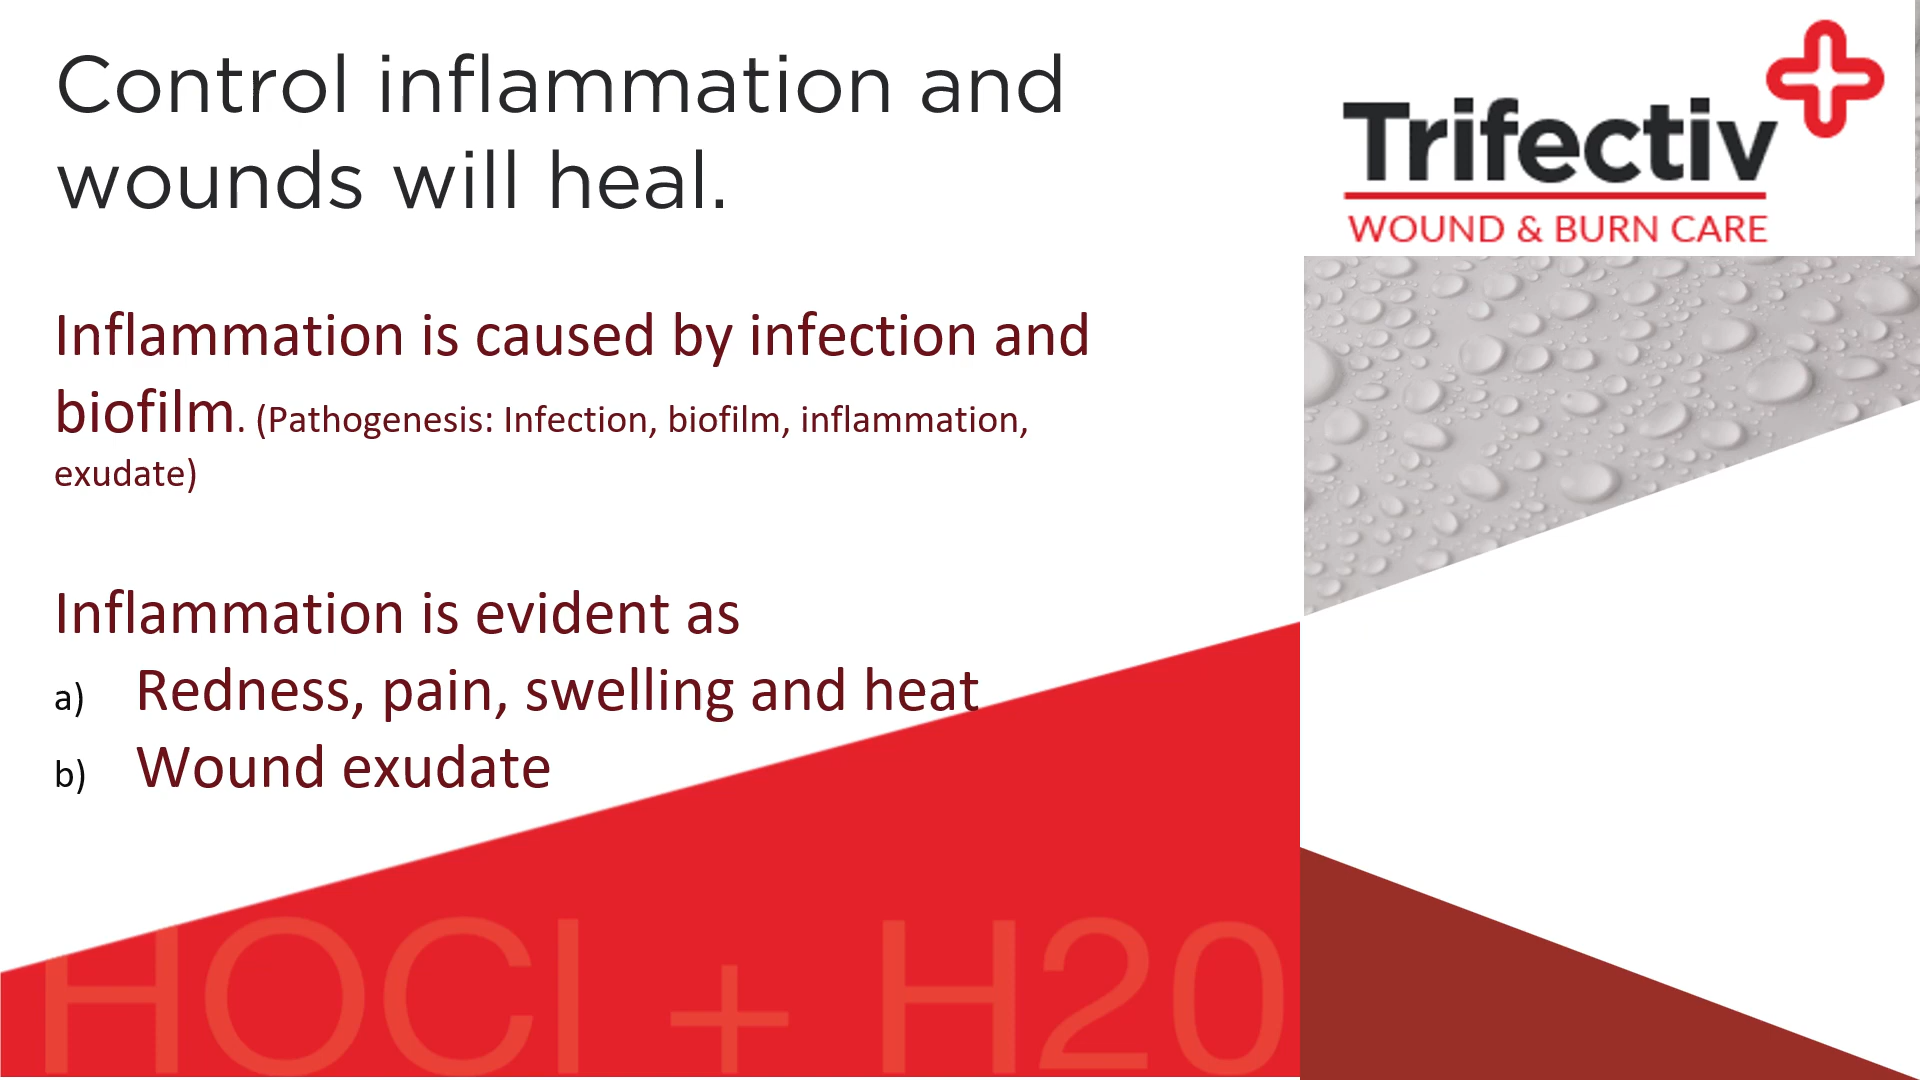 Control inflammation and
wounds will heal.
Trifectiv
WOUND & BURN CARE
Inflammation is caused by infection and
biofilm. (Pathogenesis: Infection, biofilm, inflammation,
exudate)
Inflammation is evident as
a) Redness, pain, swelling and heat
b) Wound exudate
HOCl + H20